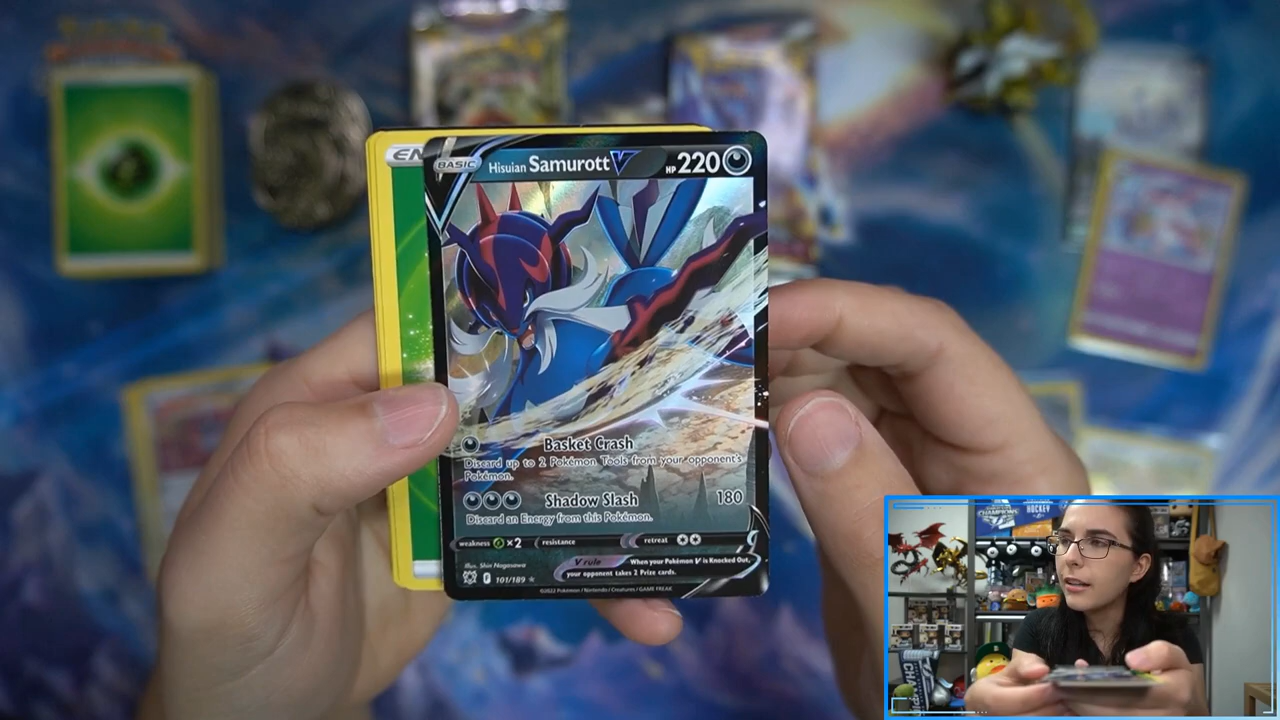 EN
BASIC
Hisuian Samurott V
HP 220
Basket Crash
Discard up to 2 Pokémon Tools from your opponent's
Pokémon.
Shadow Slash 180
Discard an Energy from this Pokémon.
weakness ×2 resistance retreat
Illus. Shin Nagasawa
V rule When your Pokémon V is Knocked Out,
your opponent takes 2 Prize cards.
F 101/189
©2022 Pokémon / Nintendo / Creatures / GAME FREAK
CHAMPIONS
HOCKEY